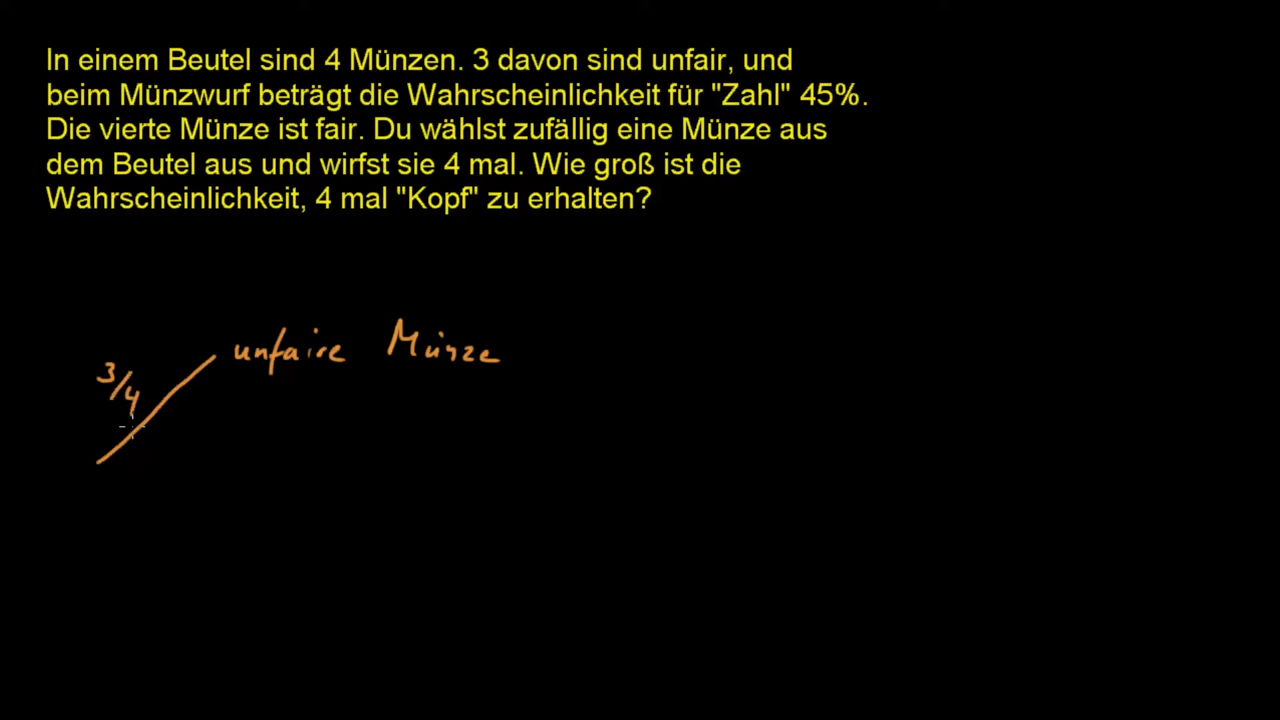 In einem Beutel sind 4 Münzen. 3 davon sind unfair, und
beim Münzwurf beträgt die Wahrscheinlichkeit für "Zahl" 45%.
Die vierte Münze ist fair. Du wählst zufällig eine Münze aus
dem Beutel aus und wirfst sie 4 mal. Wie groß ist die
Wahrscheinlichkeit, 4 mal "Kopf" zu erhalten?
unfaire Münze
3/4